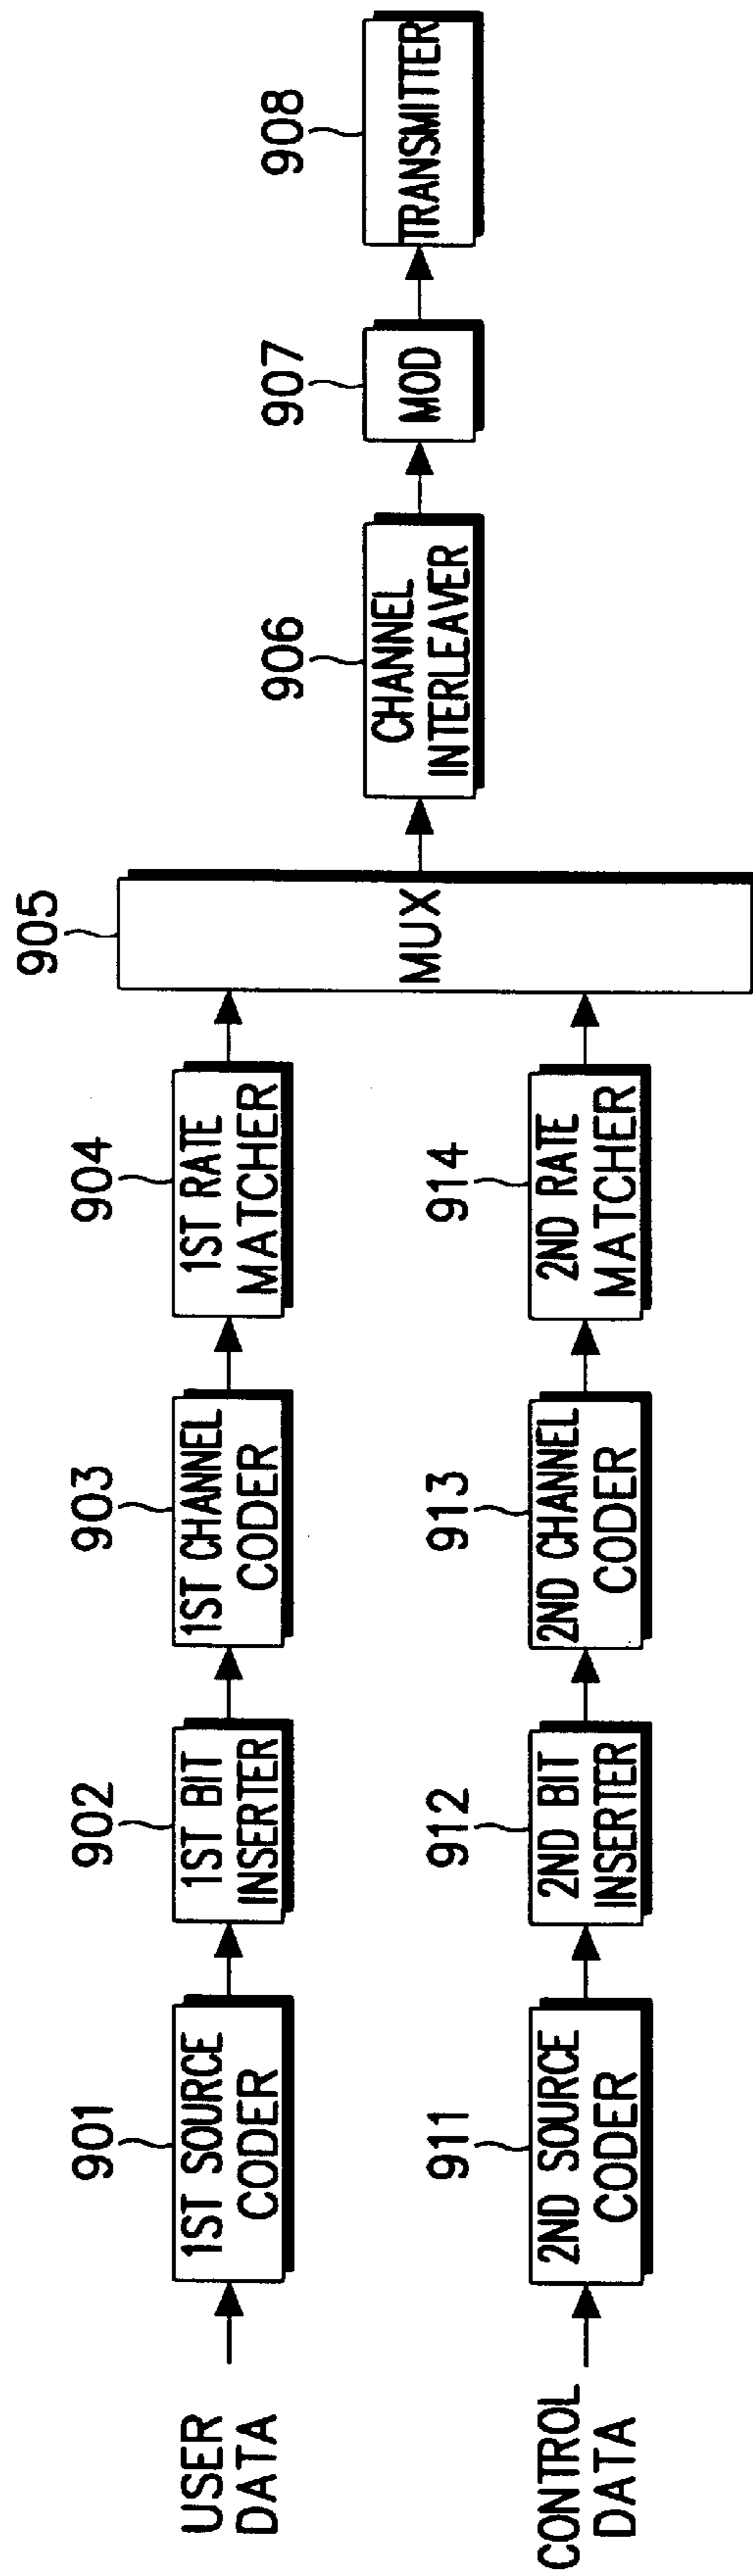 USER
DATA
901
1ST SOURCE
CODER
902
1ST BIT
INSERTER
903
1ST CHANNEL
CODER
904
1ST RATE
MATCHER
CONTROL
DATA
911
2ND SOURCE
CODER
912
2ND BIT
INSERTER
913
2ND CHANNEL
CODER
914
2ND RATE
MATCHER
905
MUX
906
CHANNEL
INTERLEAVER
907
MOD
908
TRANSMITTER